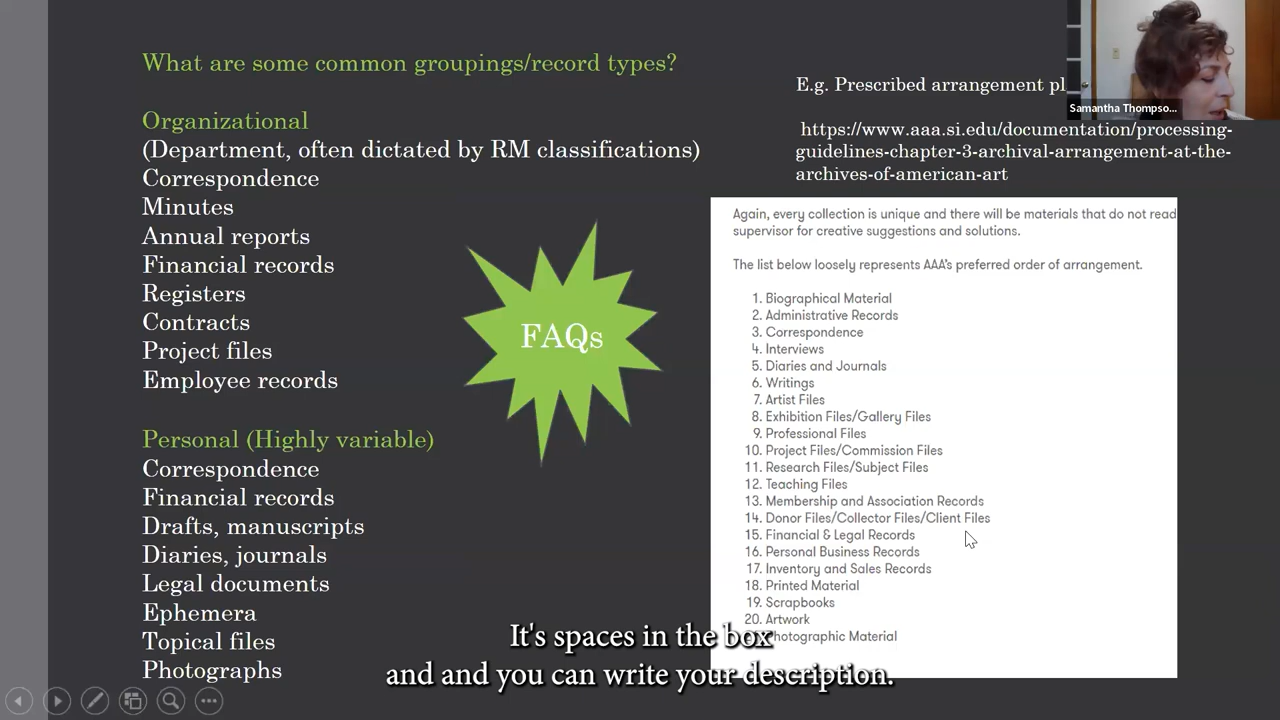 What are some common groupings/record types?
Organizational
(Department, often dictated by RM classifications)
Correspondence
Minutes
Annual reports
Financial records
Registers
Contracts
Project files
Employee records
Personal (Highly variable)
Correspondence
Financial records
Drafts, manuscripts
Diaries, journals
Legal documents
Ephemera
Topical files
Photographs
FAQs
E.g. Prescribed arrangement pl
https://www.aaa.si.edu/documentation/processing-
guidelines-chapter-3-archival-arrangement-at-the-
archives-of-american-art
Samantha Thompso...
Again, every collection is unique and there will be materials that do not read
supervisor for creative suggestions and solutions.
The list below loosely represents AAA's preferred order of arrangement.
1. Biographical Material
2. Administrative Records
3. Correspondence
4. Interviews
5. Diaries and Journals
6. Writings
7. Artist Files
8. Exhibition Files/Gallery Files
9. Professional Files
10. Project Files/Commission Files
11. Research Files/Subject Files
12. Teaching Files
13. Membership and Association Records
14. Donor Files/Collector Files/Client Files
15. Financial & Legal Records
16. Personal Business Records
17. Inventory and Sales Records
18. Printed Material
19. Scrapbooks
20. Artwork
Photographic Material
It's spaces in the box
and and you can write your description.